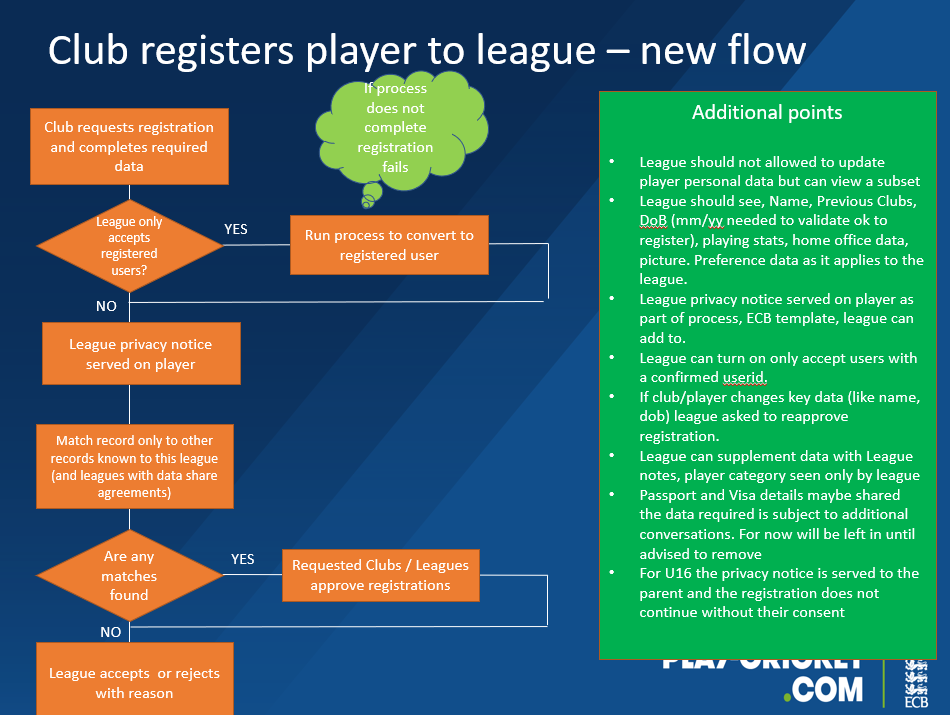 Club registers player to league – new flow
If process
does not
complete
registration
fails
Club requests registration
and completes required
data
League only
accepts
registered
users?
YES
Run process to convert to
registered user
NO
League privacy notice
served on player
Match record only to other
records known to this league
(and leagues with data share
agreements)
Are any
matches
found
YES
Requested Clubs / Leagues
approve registrations
NO
League accepts or rejects
with reason
Additional points
• League should not allowed to update
player personal data but can view a subset
• League should see, Name, Previous Clubs,
DoB (mm/yy needed to validate ok to
register), playing stats, home office data,
picture. Preference data as it applies to the
league.
• League privacy notice served on player as
part of process, ECB template, league can
add to.
• League can turn on only accept users with
a confirmed userid.
• If club/player changes key data (like name,
dob) league asked to reapprove
registration.
• League can supplement data with League
notes, player category seen only by league
• Passport and Visa details maybe shared
the data required is subject to additional
conversations. For now will be left in until
advised to remove
• For U16 the privacy notice is served to the
parent and the registration does not
continue without their consent
PLAY-CRICKET
.COM
ECB